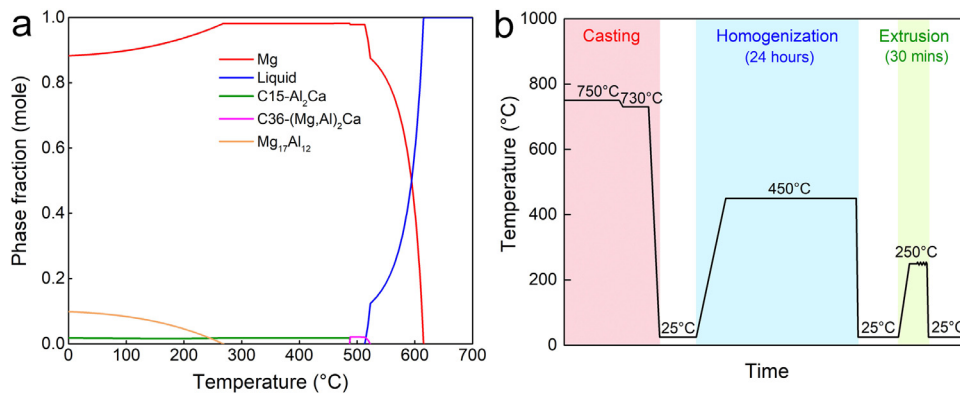 a
Phase fraction (mole)
1.0
0.8
0.6
0.4
0.2
0.0
Mg
Liquid
C15-Al₂Ca
C36-(Mg,Al)₂Ca
Mg₁₇Al₁₂
0 100 200 300 400 500 600 700
Temperature (°C)
b
Temperature (°C)
1000
800
600
400
200
0
Casting
Homogenization
(24 hours)
Extrusion
(30 mins)
750°C
730°C
450°C
250°C
25°C
25°C
25°C
Time